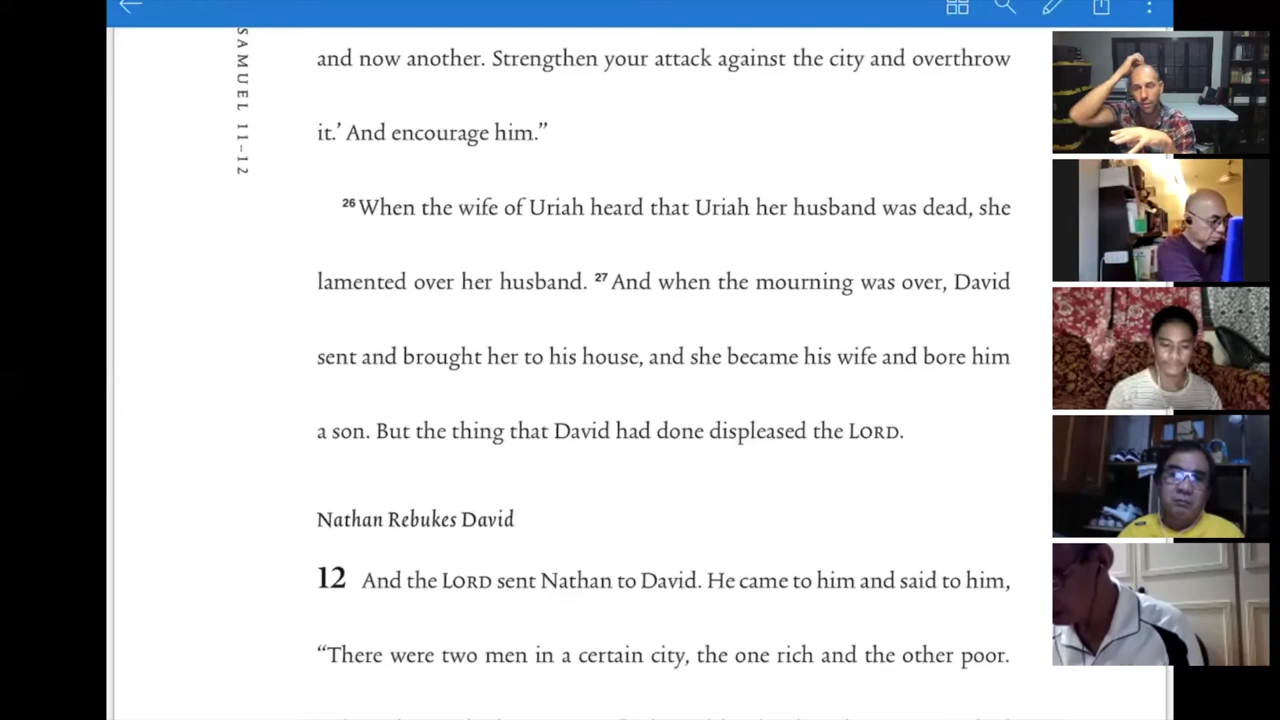 SAMUEL 11–12
and now another. Strengthen your attack against the city and overthrow
it.’ And encourage him.”
26 When the wife of Uriah heard that Uriah her husband was dead, she
lamented over her husband. 27 And when the mourning was over, David
sent and brought her to his house, and she became his wife and bore him
a son. But the thing that David had done displeased the LORD.
Nathan Rebukes David
12 And the LORD sent Nathan to David. He came to him and said to him,
“There were two men in a certain city, the one rich and the other poor.